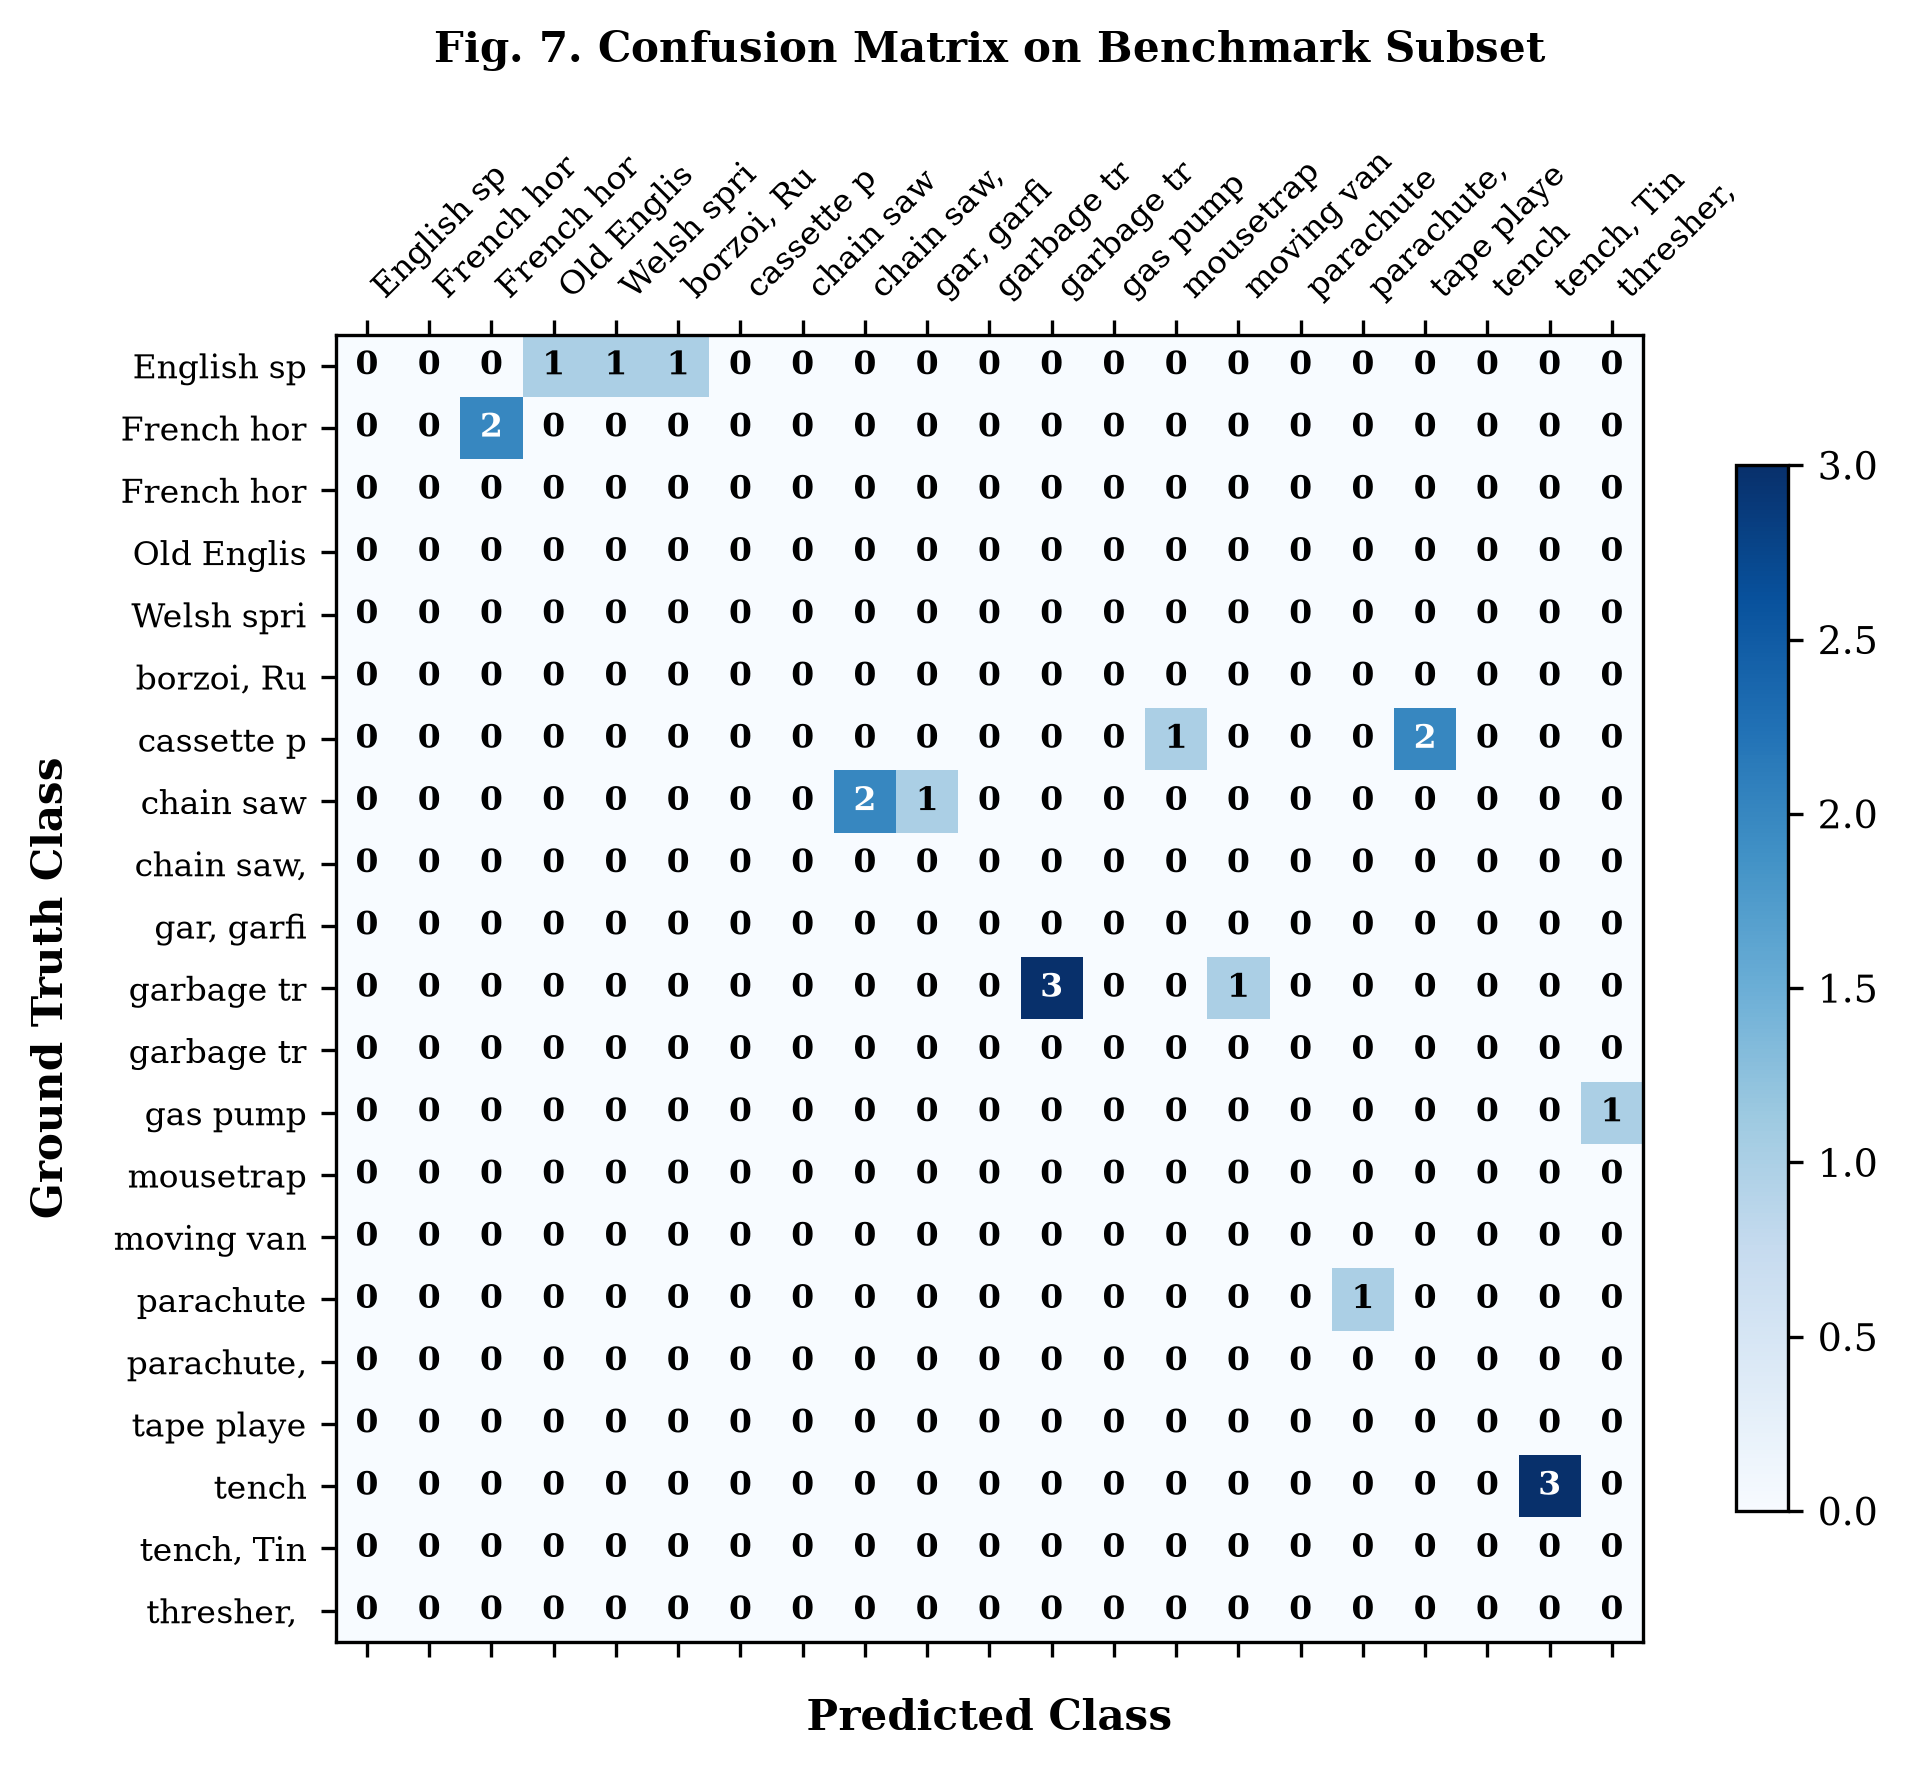 Fig. 7. Confusion Matrix on Benchmark Subset
English sp
French hor
French hor
Old Englis
Welsh spri
borzoi, Ru
cassette p
chain saw
chain saw,
gar, garfi
garbage tr
garbage tr
gas pump
mousetrap
moving van
parachute
parachute,
tape playe
tench
tench, Tin
thresher,
English sp 0 0 0 1 1 1 0 0 0 0 0 0 0 0 0 0 0 0 0 0 0
French hor 0 0 2 0 0 0 0 0 0 0 0 0 0 0 0 0 0 0 0 0 0
French hor 0 0 0 0 0 0 0 0 0 0 0 0 0 0 0 0 0 0 0 0 0
Old Englis 0 0 0 0 0 0 0 0 0 0 0 0 0 0 0 0 0 0 0 0 0
Welsh spri 0 0 0 0 0 0 0 0 0 0 0 0 0 0 0 0 0 0 0 0 0
borzoi, Ru 0 0 0 0 0 0 0 0 0 0 0 0 0 0 0 0 0 0 0 0 0
cassette p 0 0 0 0 0 0 0 0 0 0 0 0 0 1 0 0 0 2 0 0 0
chain saw 0 0 0 0 0 0 0 0 2 1 0 0 0 0 0 0 0 0 0 0 0
chain saw, 0 0 0 0 0 0 0 0 0 0 0 0 0 0 0 0 0 0 0 0 0
gar, garfi 0 0 0 0 0 0 0 0 0 0 0 0 0 0 0 0 0 0 0 0 0
garbage tr 0 0 0 0 0 0 0 0 0 0 0 3 0 0 1 0 0 0 0 0 0
garbage tr 0 0 0 0 0 0 0 0 0 0 0 0 0 0 0 0 0 0 0 0 0
gas pump 0 0 0 0 0 0 0 0 0 0 0 0 0 0 0 0 0 0 0 0 1
mousetrap 0 0 0 0 0 0 0 0 0 0 0 0 0 0 0 0 0 0 0 0 0
moving van 0 0 0 0 0 0 0 0 0 0 0 0 0 0 0 0 0 0 0 0 0
parachute 0 0 0 0 0 0 0 0 0 0 0 0 0 0 0 0 1 0 0 0 0
parachute, 0 0 0 0 0 0 0 0 0 0 0 0 0 0 0 0 0 0 0 0 0
tape playe 0 0 0 0 0 0 0 0 0 0 0 0 0 0 0 0 0 0 0 0 0
tench 0 0 0 0 0 0 0 0 0 0 0 0 0 0 0 0 0 0 0 3 0
tench, Tin 0 0 0 0 0 0 0 0 0 0 0 0 0 0 0 0 0 0 0 0 0
thresher, 0 0 0 0 0 0 0 0 0 0 0 0 0 0 0 0 0 0 0 0 0
Ground Truth Class
Predicted Class
3.0
2.5
2.0
1.5
1.0
0.5
0.0